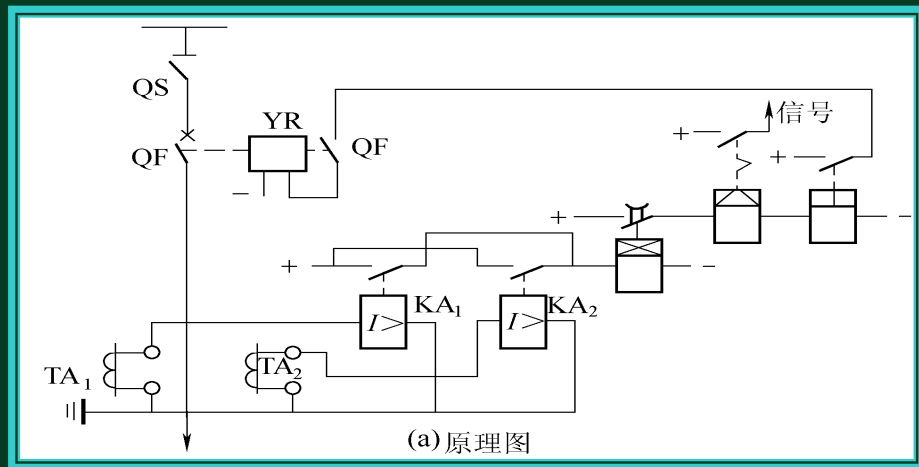 信号
QS
YR
QF
QF
+
+
+
−
−
+
−
KA₁
KA₂
I>
I>
TA₁
TA₂
(a)原理图